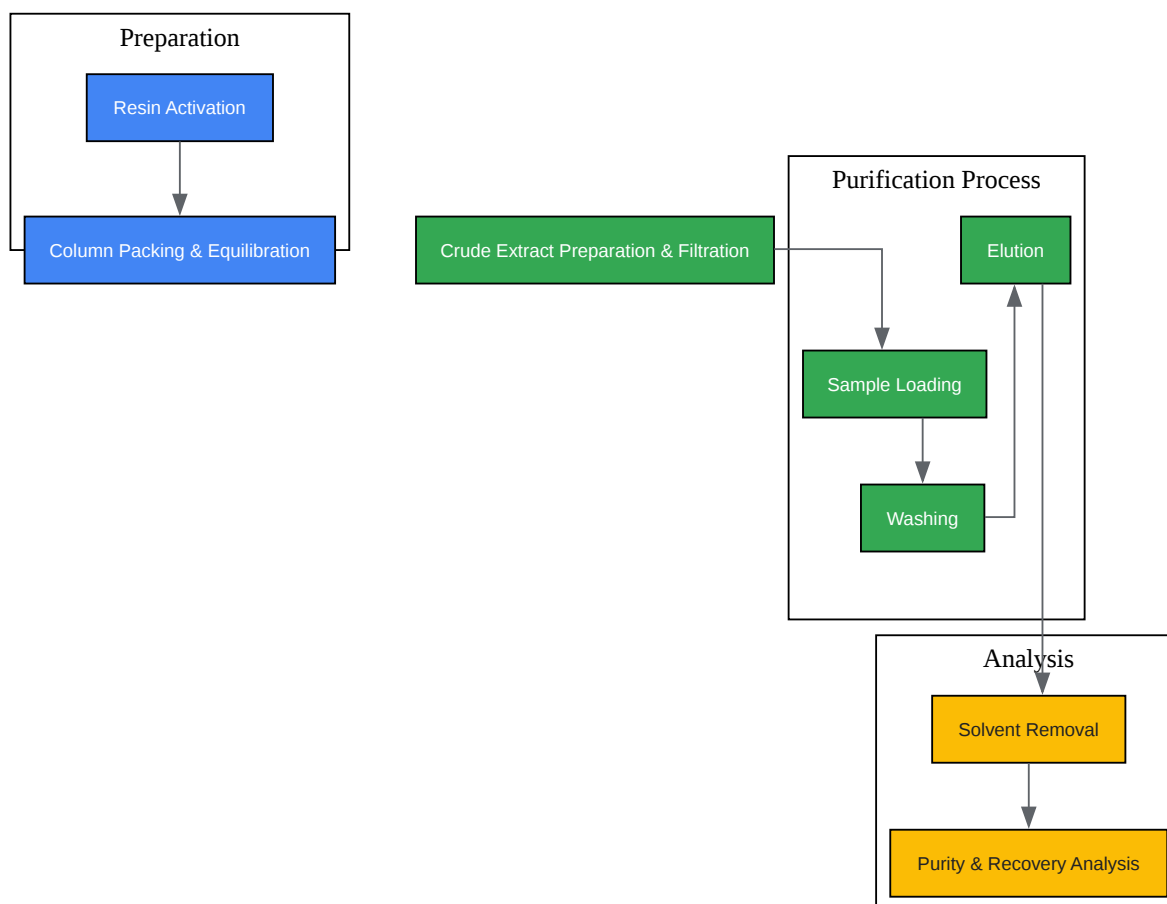 Preparation
Resin Activation
Column Packing & Equilibration
Crude Extract Preparation & Filtration
Purification Process
Elution
Sample Loading
Washing
Analysis
Solvent Removal
Purity & Recovery Analysis